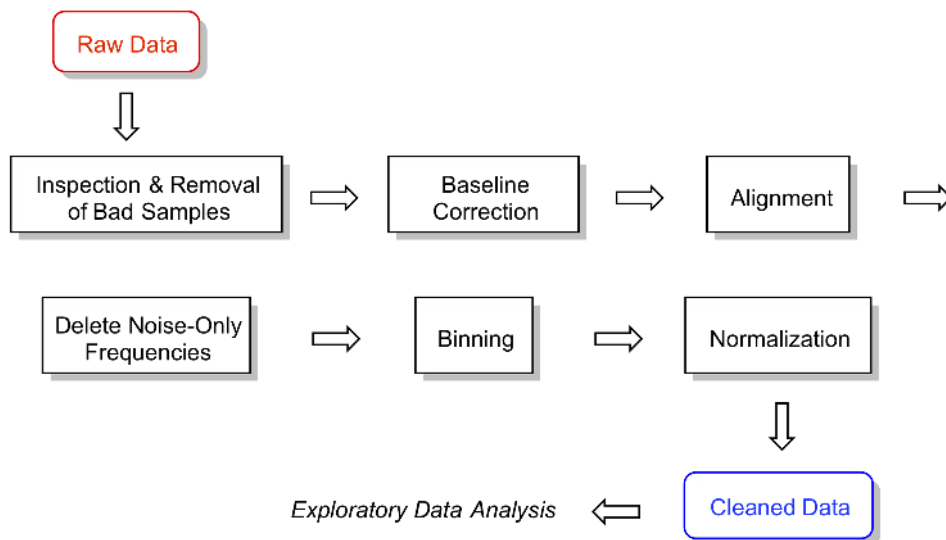 Raw Data
Inspection & Removal
of Bad Samples
Baseline
Correction
Alignment
Delete Noise-Only
Frequencies
Binning
Normalization
Exploratory Data Analysis
Cleaned Data